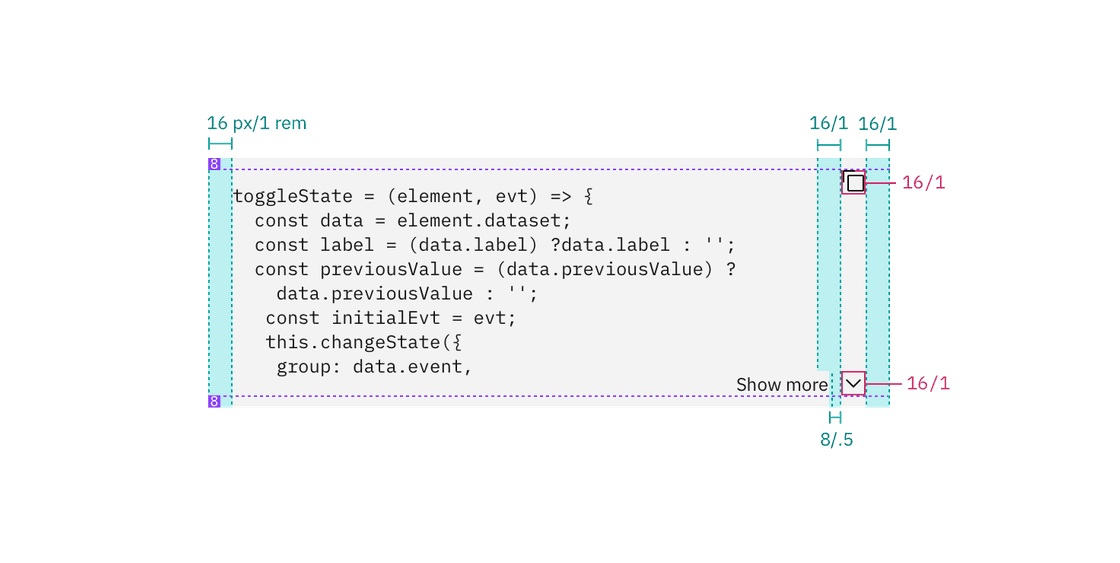 16 px/1 rem
16/1
16/1
8
16/1
toggleState = (element, evt) => {
const data = element.dataset;
const label = (data.label) ?data.label : '';
const previousValue = (data.previousValue) ?
data.previousValue : '';
const initialEvt = evt;
this.changeState({
group: data.event,
Show more
16/1
8
8/.5